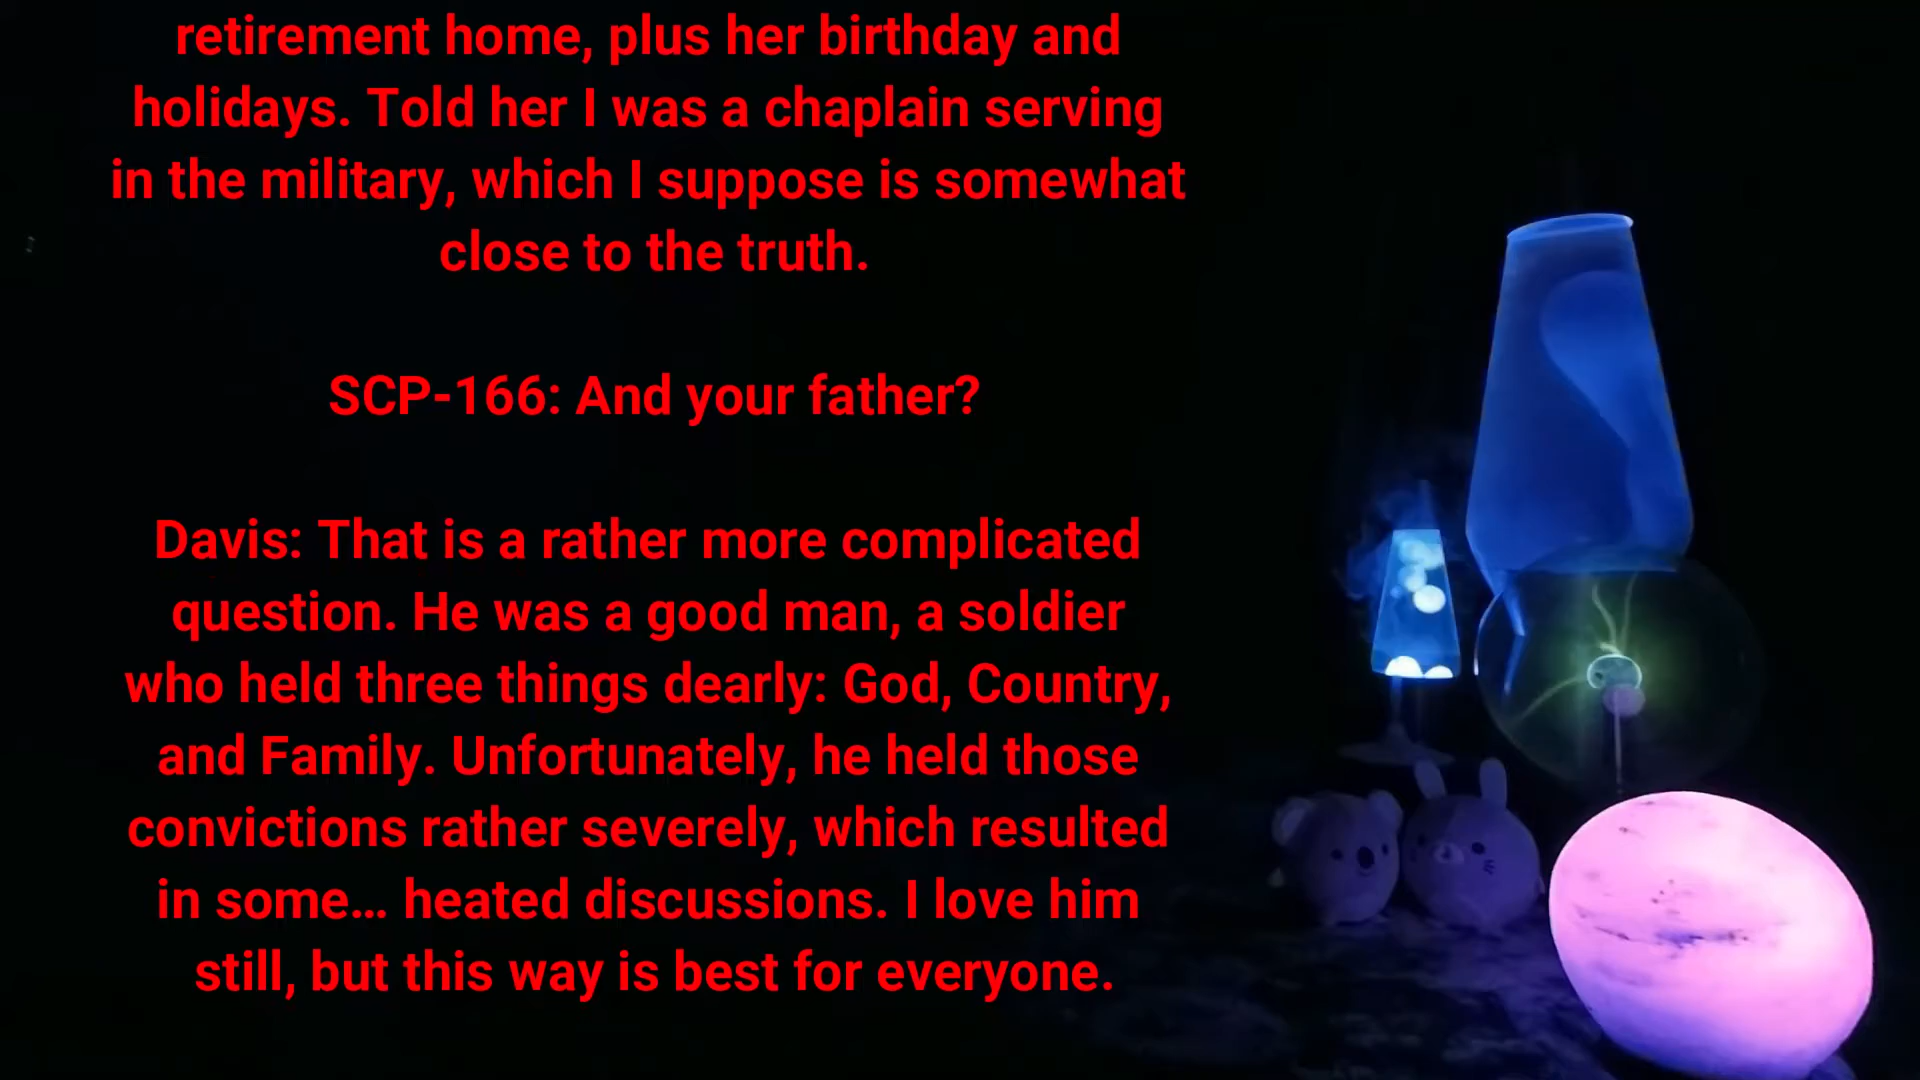 retirement home, plus her birthday and
holidays. Told her I was a chaplain serving
in the military, which I suppose is somewhat
close to the truth.
SCP-166: And your father?
Davis: That is a rather more complicated
question. He was a good man, a soldier
who held three things dearly: God, Country,
and Family. Unfortunately, he held those
convictions rather severely, which resulted
in some… heated discussions. I love him
still, but this way is best for everyone.